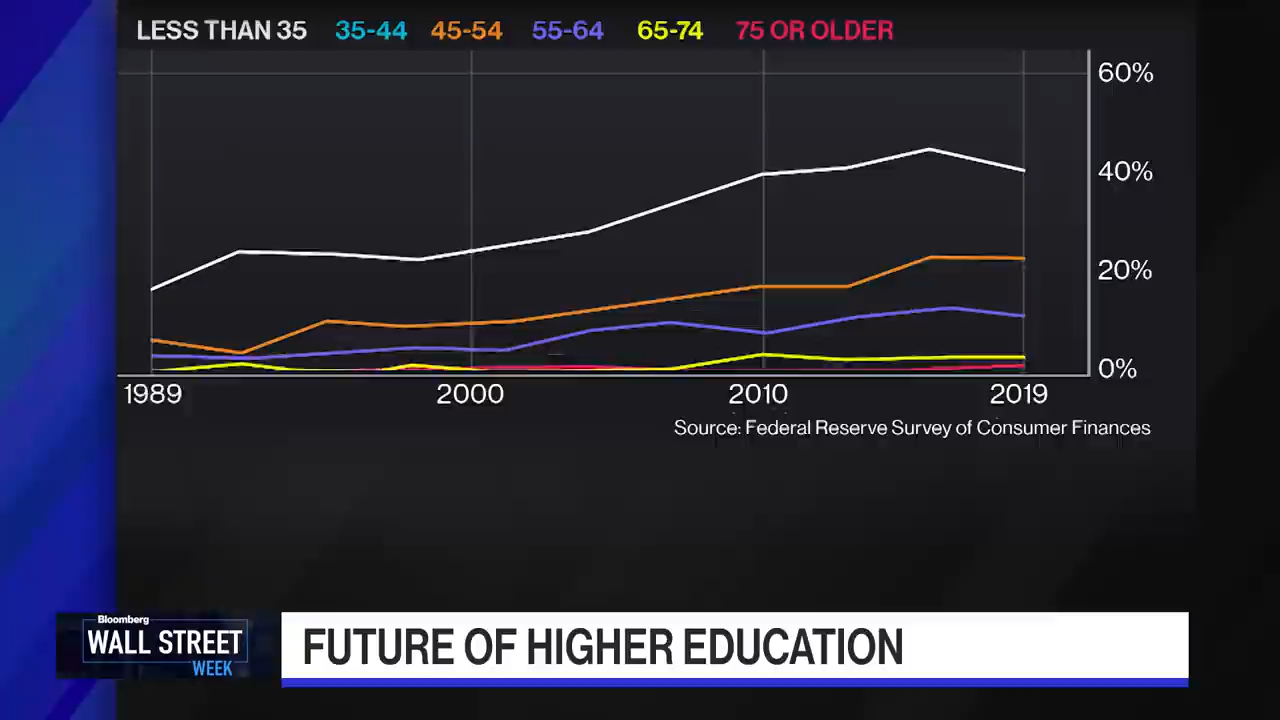 LESS THAN 35 35-44 45-54 55-64 65-74 75 OR OLDER
60%
40%
20%
0%
1989 2000 2010 2019
Source: Federal Reserve Survey of Consumer Finances
Bloomberg
WALL STREET
WEEK
FUTURE OF HIGHER EDUCATION